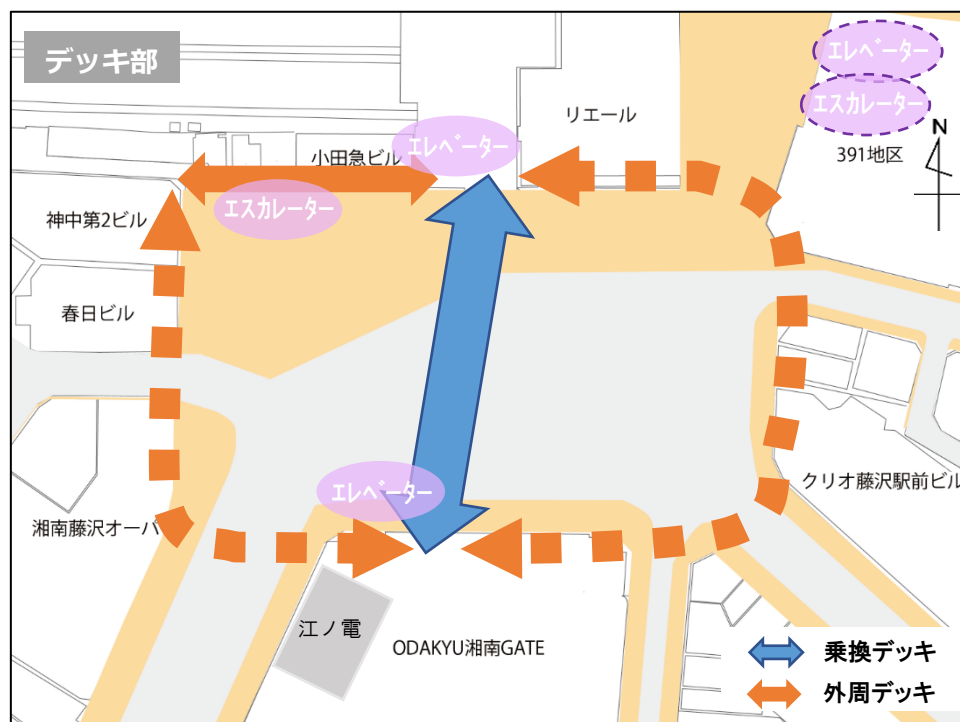 デッキ部
エレベーター
エスカレーター
N
リエール
391地区
エレベーター
小田急ビル
エスカレーター
神中第2ビル
春日ビル
クリオ藤沢駅前ビル
エレベーター
湘南藤沢オーパ
江ノ電
ODAKYU湘南GATE
乗換デッキ
外周デッキ